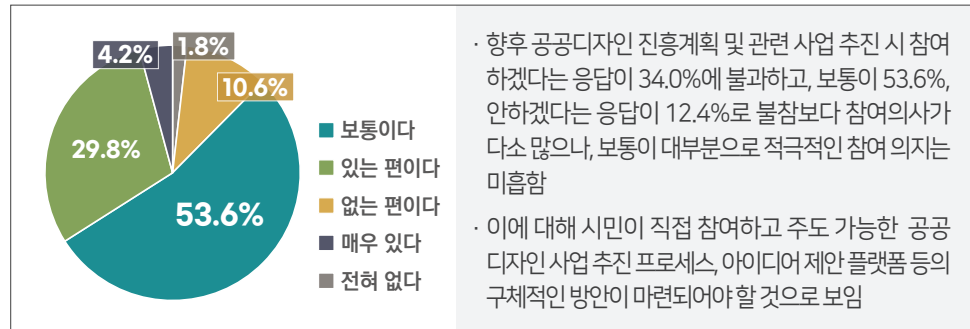 4.2%
1.8%
10.6%
29.8%
53.6%
보통이다
있는 편이다
없는 편이다
매우 있다
전혀 없다
· 향후 공공디자인 진흥계획 및 관련 사업 추진 시 참여
하겠다는 응답이 34.0%에 불과하고, 보통이 53.6%,
안하겠다는 응답이 12.4%로 불참보다 참여의사가
다소 많으나, 보통이 대부분으로 적극적인 참여 의지는
미흡함
· 이에 대해 시민이 직접 참여하고 주도 가능한 공공
디자인 사업 추진 프로세스, 아이디어 제안 플랫폼 등의
구체적인 방안이 마련되어야 할 것으로 보임